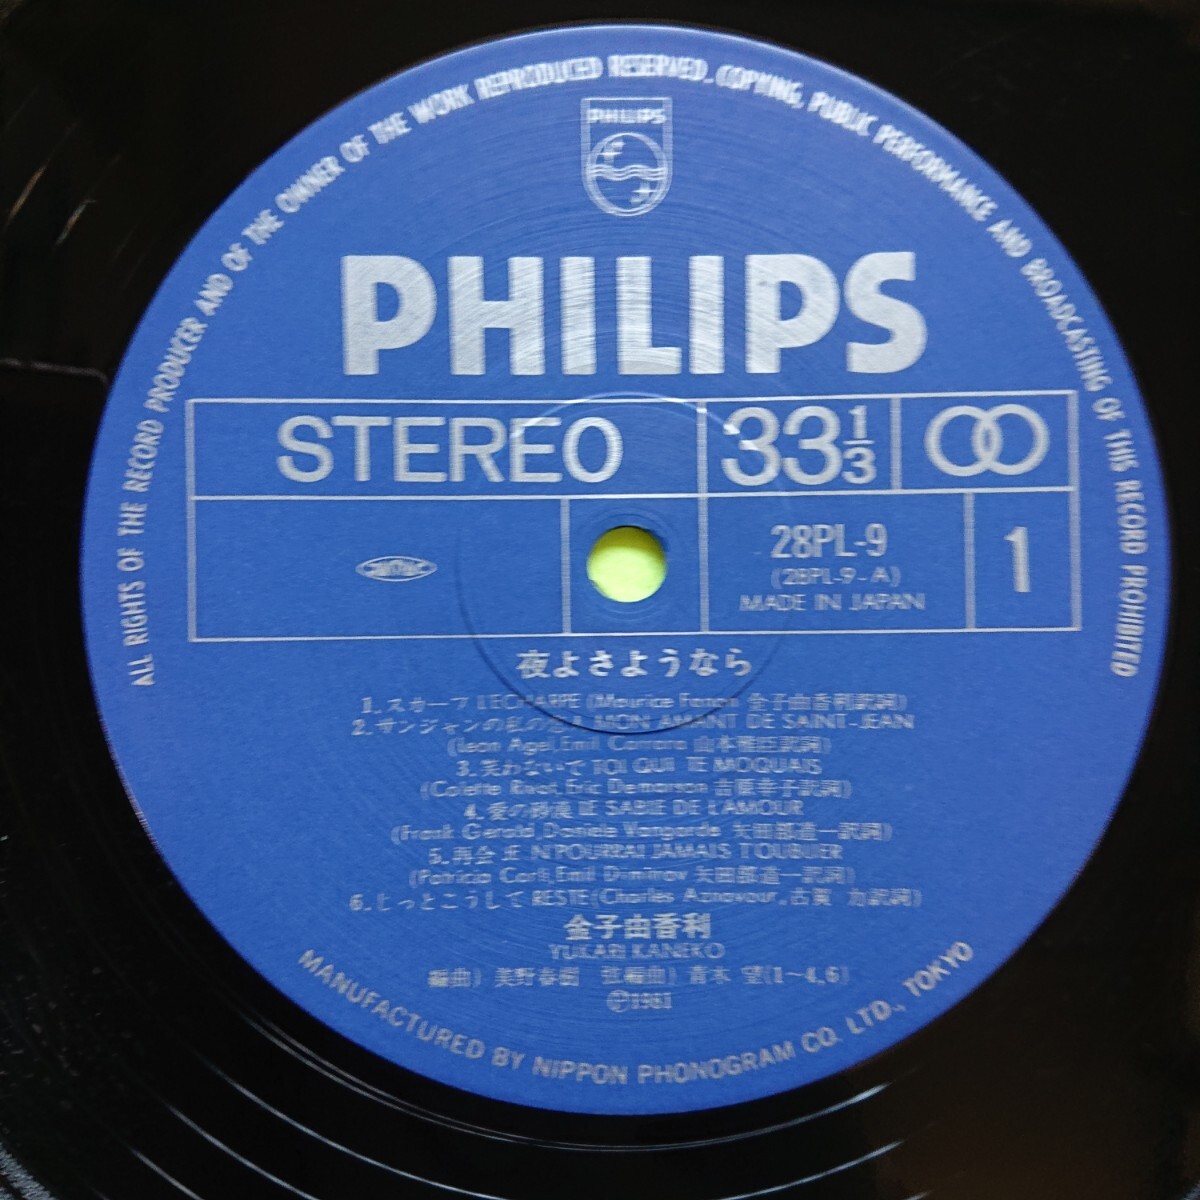 ALL RIGHTS OF THE RECORD PRODUCER AND OF THE OWNER OF THE WORK REPRODUCED RESERVED. COPYING, PUBLIC PERFORMANCE AND BROADCASTING OF THIS RECORD PROHIBITED
PHILIPS
PHILIPS
STEREO 33 1/3
28PL-9 1
(28PL-9-A)
MADE IN JAPAN
夜よさようなら
1.スカーフ L'ECHARPE (Maurice Fanon 金子由香利訳詞)
2.サンジャンの私の恋人 MON AMANT DE SAINT-JEAN
(Leon Agel, Emil Carrara 山本雅臣訳詞)
3.笑わないで TOI QUI TE MOQUAIS
(Colette Rivat, Eric Demarsan 吉原幸子訳詞)
4.愛の砂漠 LE SABLE DE L'AMOUR
(Frank Gerald, Daniele Vangarde 矢田部道一訳詞)
5.再会 JE N'POURRAI JAMAIS T'OUBLIER
(Patricia Carli, Emil Dimitrov 矢田部道一訳詞)
6.じっとこうして RESTE (Charles Aznavour, 古賀 力訳詞)
金子由香利
YUKARI KANEKO
編曲) 美野春樹 弦編曲) 青木 望(1~4,6)
Ⓟ1981
MANUFACTURED BY NIPPON PHONOGRAM CO. LTD., TOKYO